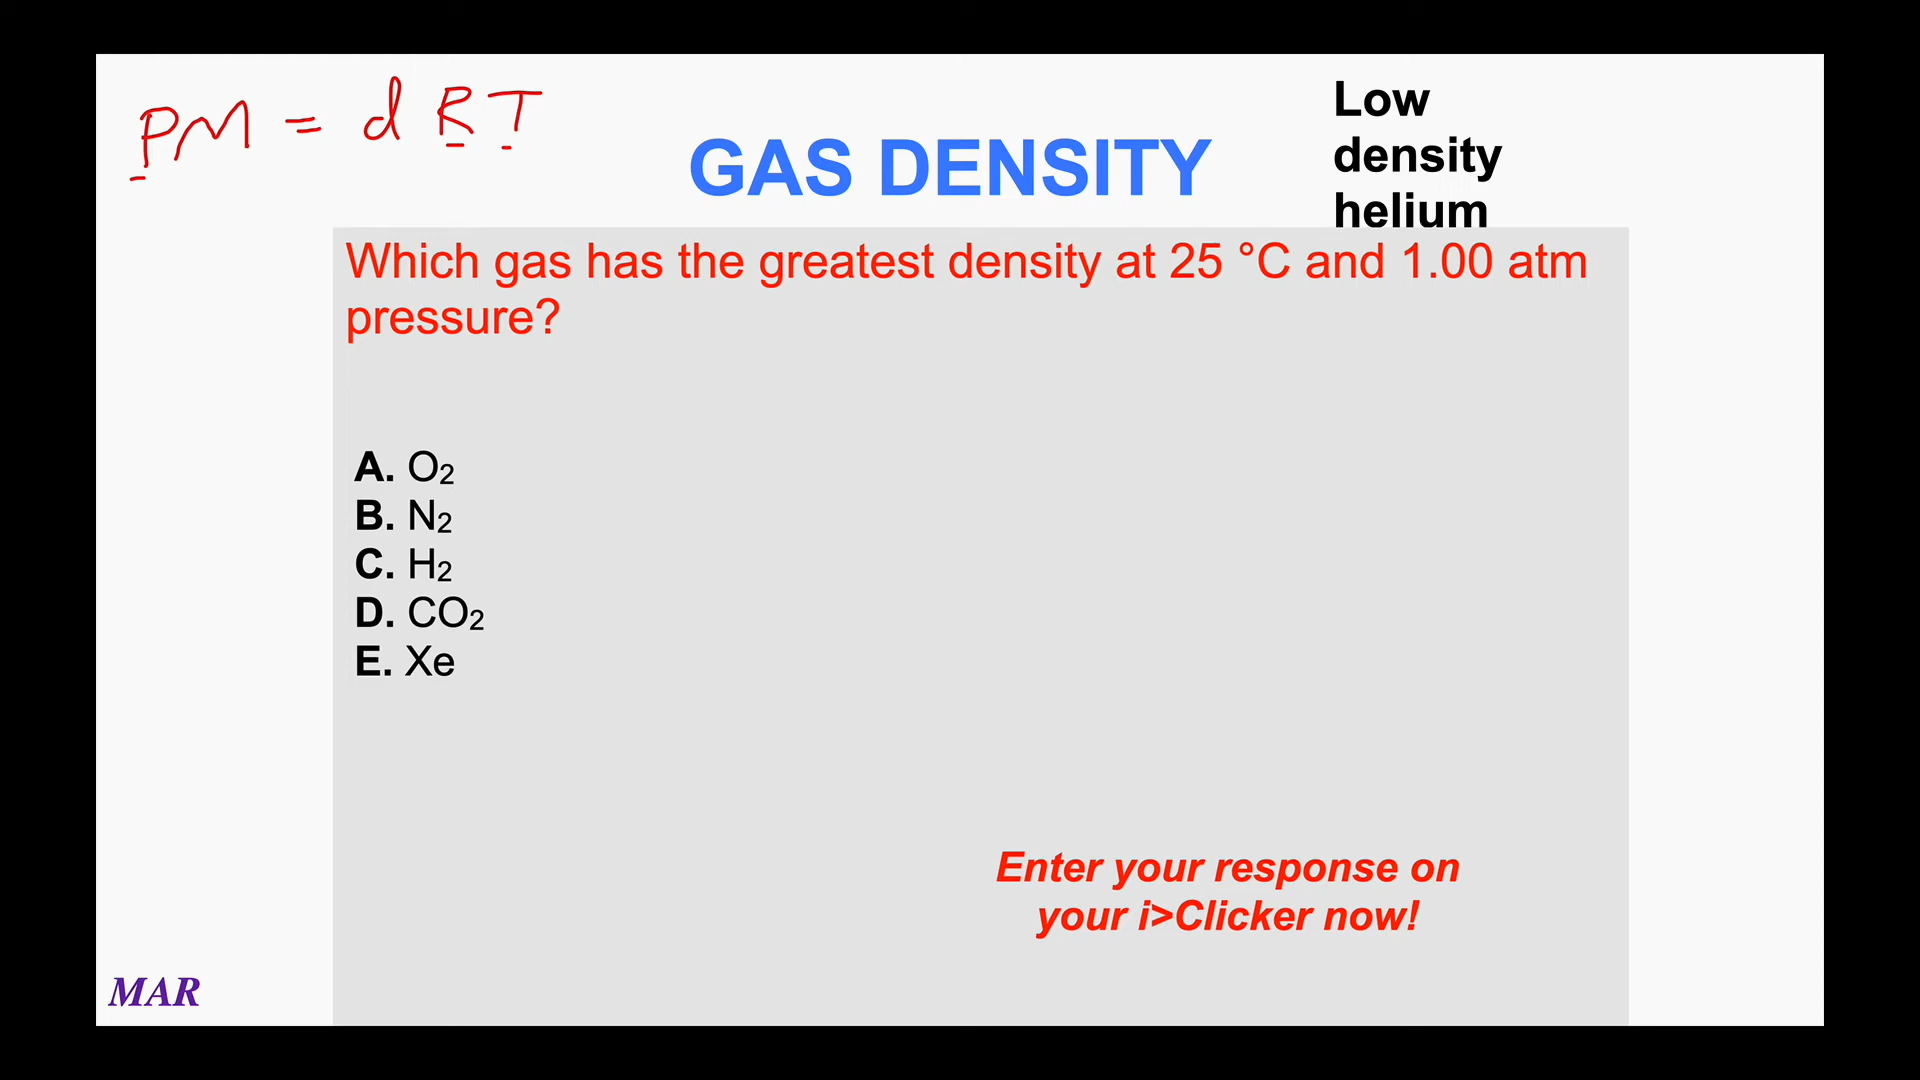 PM = d R T
GAS DENSITY
Low
density
helium
Which gas has the greatest density at 25 °C and 1.00 atm
pressure?
A. O₂
B. N₂
C. H₂
D. CO₂
E. Xe
Enter your response on
your i>Clicker now!
MAR